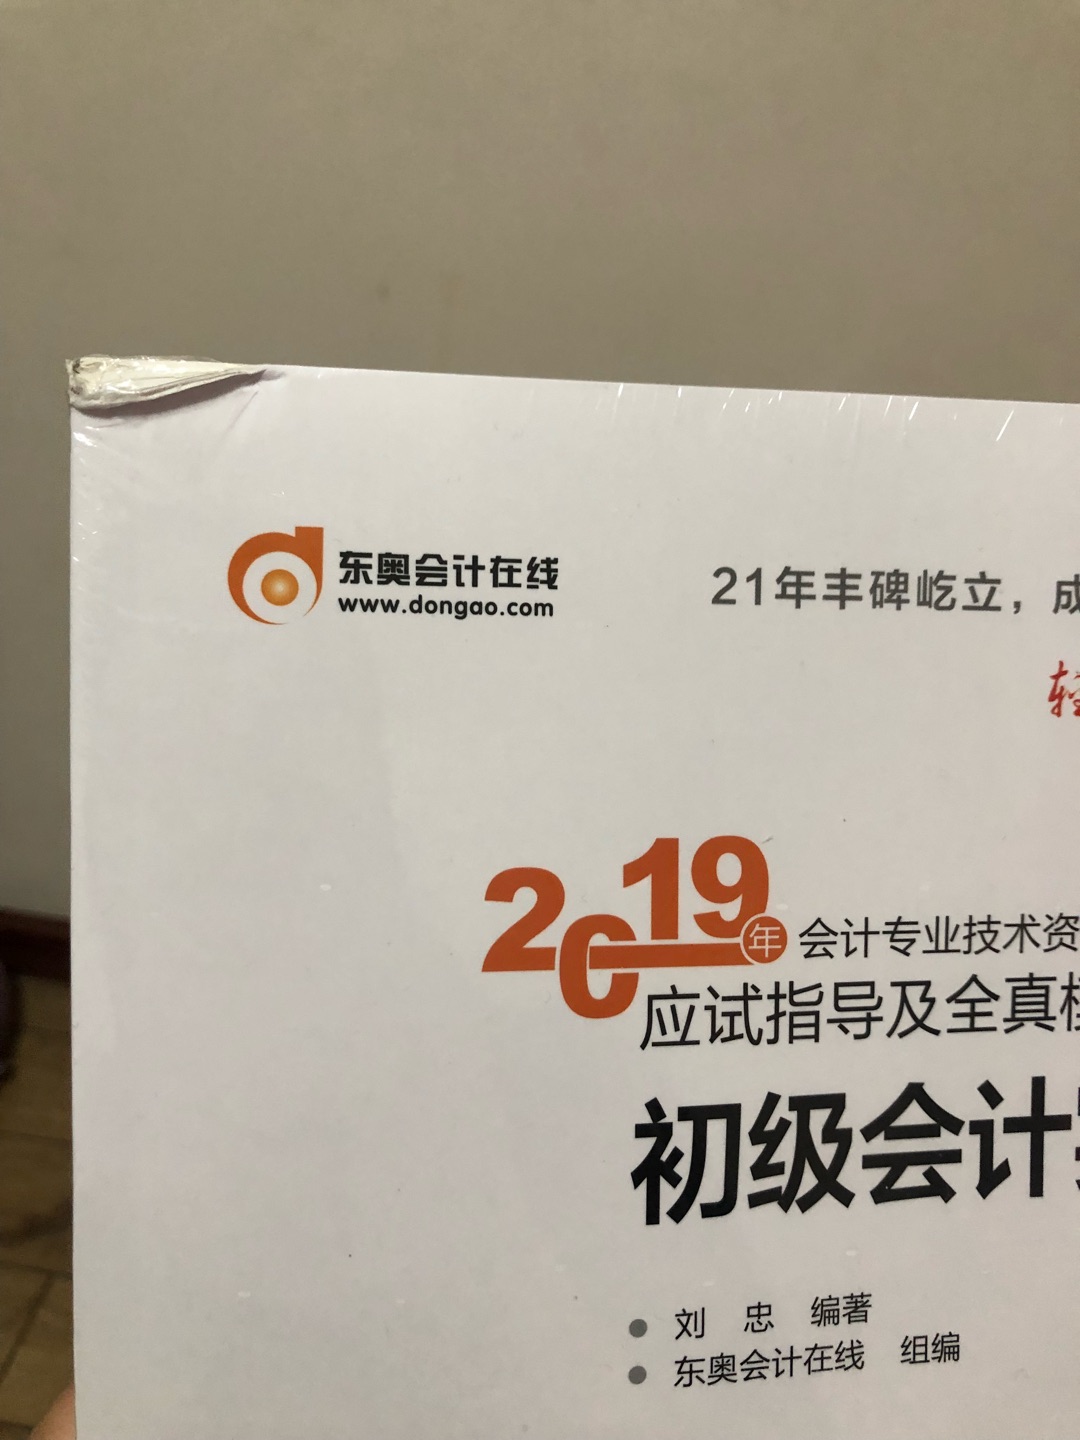 东奥会计在线
www.dongao.com
21年丰碑屹立，成
轻
2019年 会计专业技术资
应试指导及全真模
初级会计
刘 忠 编著
东奥会计在线 组编